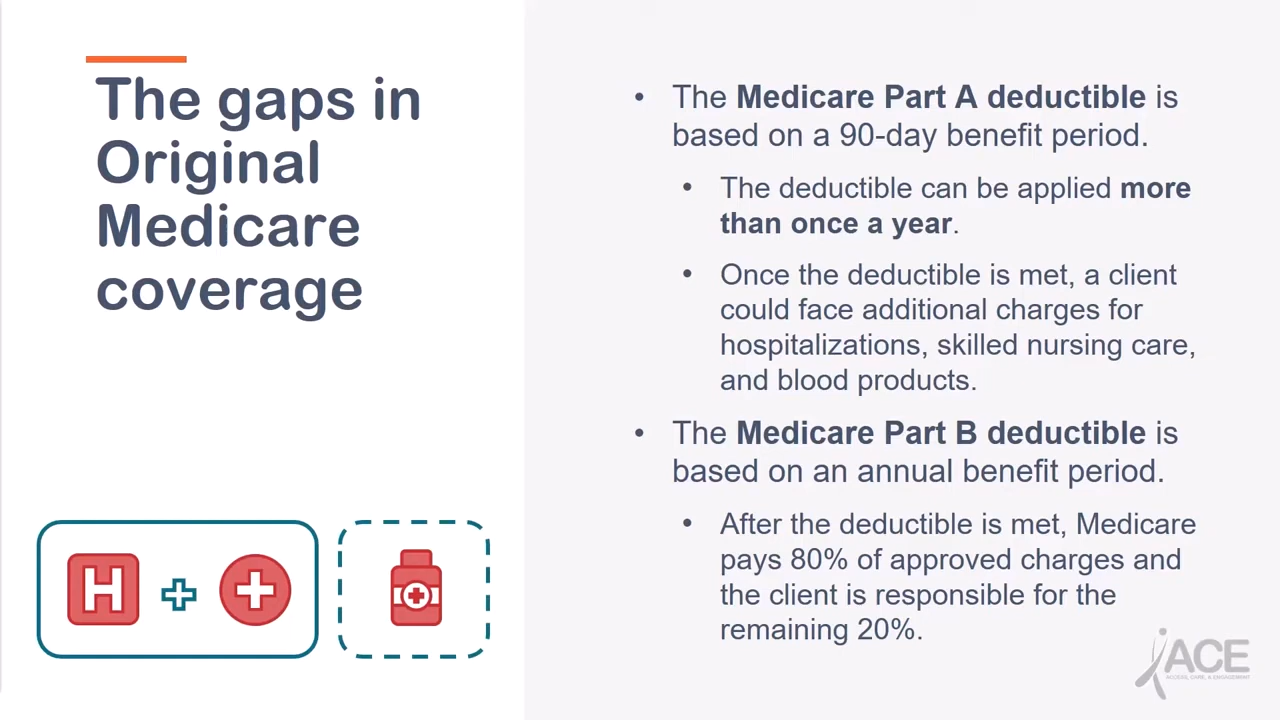 The gaps in
Original
Medicare
coverage
• The Medicare Part A deductible is
based on a 90-day benefit period.
• The deductible can be applied more
than once a year.
• Once the deductible is met, a client
could face additional charges for
hospitalizations, skilled nursing care,
and blood products.
• The Medicare Part B deductible is
based on an annual benefit period.
• After the deductible is met, Medicare
pays 80% of approved charges and
the client is responsible for the
remaining 20%.
H
ACE
ACCESS, CARE, & ENGAGEMENT